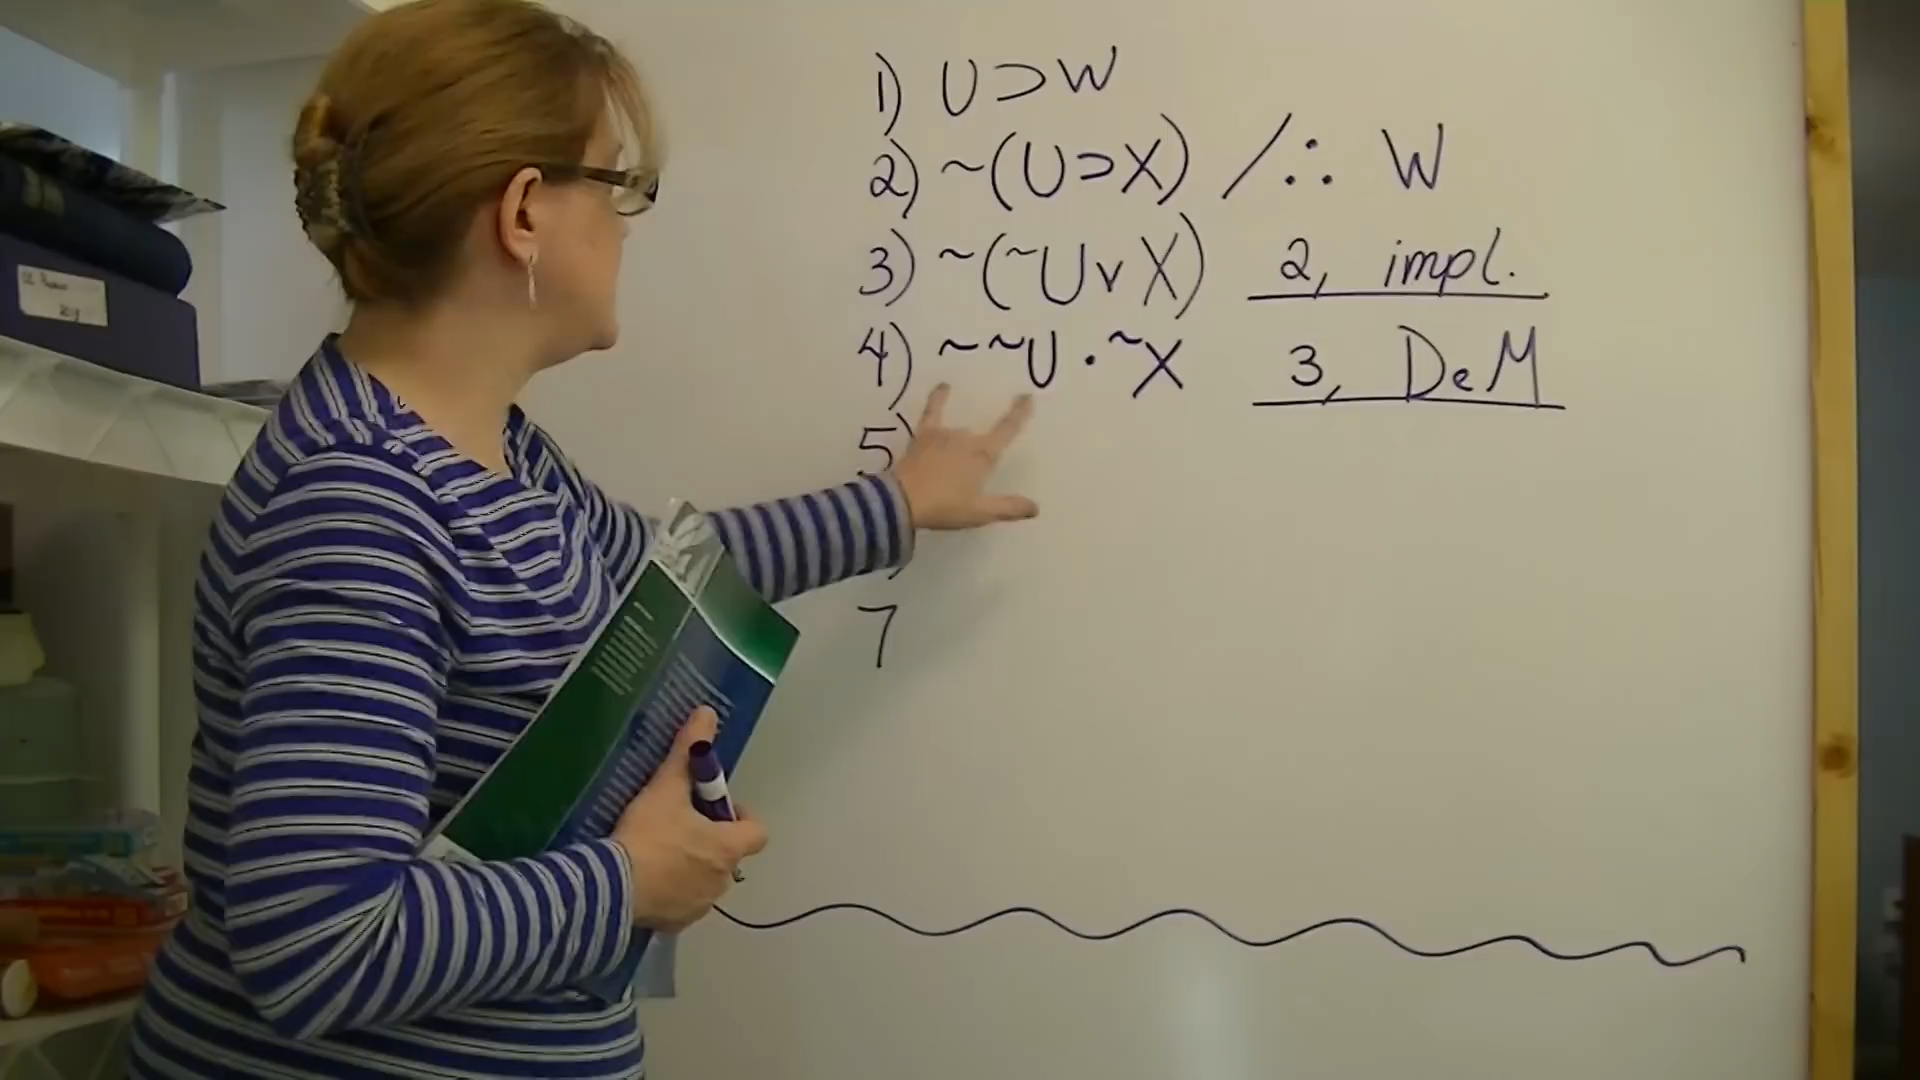 1) U ⊃ W
2) ~(U ⊃ X) /∴ W
3) ~(~U v X) 2, impl.
4) ~~U · ~X 3, DeM
5)
7